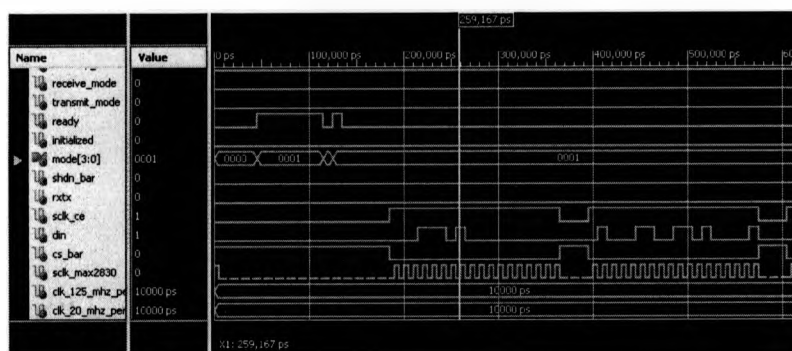 259,167 ps
Name
Value
0 ps
100,000 ps
200,000 ps
300,000 ps
400,000 ps
500,000 ps
receive_mode
0
transmit_mode
0
ready
0
initialized
0
mode[3:0]
0001
0000
0001
0001
shdn_bar
0
rxtx
0
sclk_ce
1
din
1
cs_bar
0
sclk_max2830
0
clk_125_mhz_pe
10000 ps
10000 ps
clk_20_mhz_per
10000 ps
10000 ps
X1: 259,167 ps